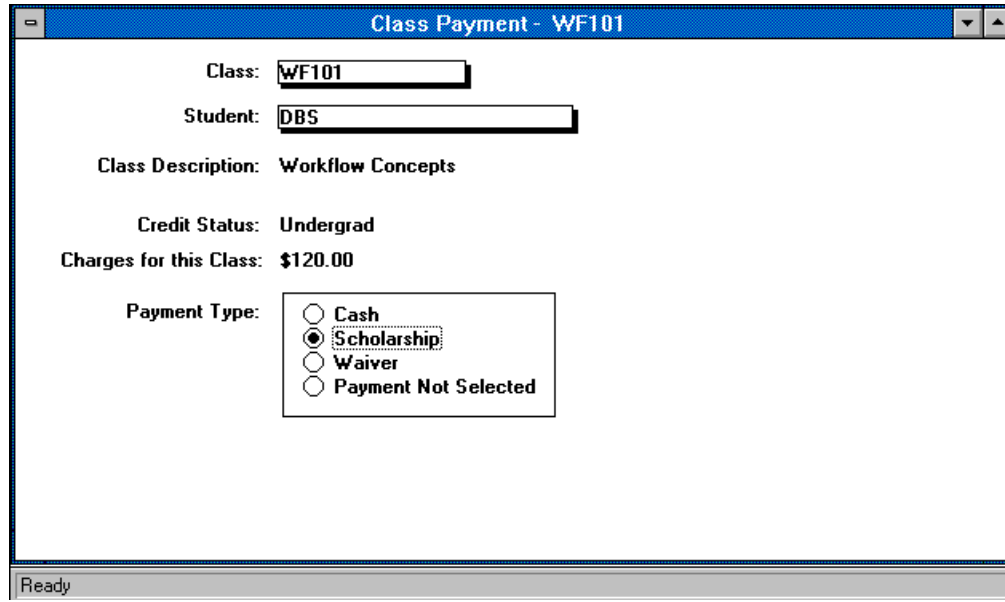 Class Payment - WF101
Class: WF101
Student: DBS
Class Description: Workflow Concepts
Credit Status: Undergrad
Charges for this Class: $120.00
Payment Type:
Cash
Scholarship
Waiver
Payment Not Selected
Ready